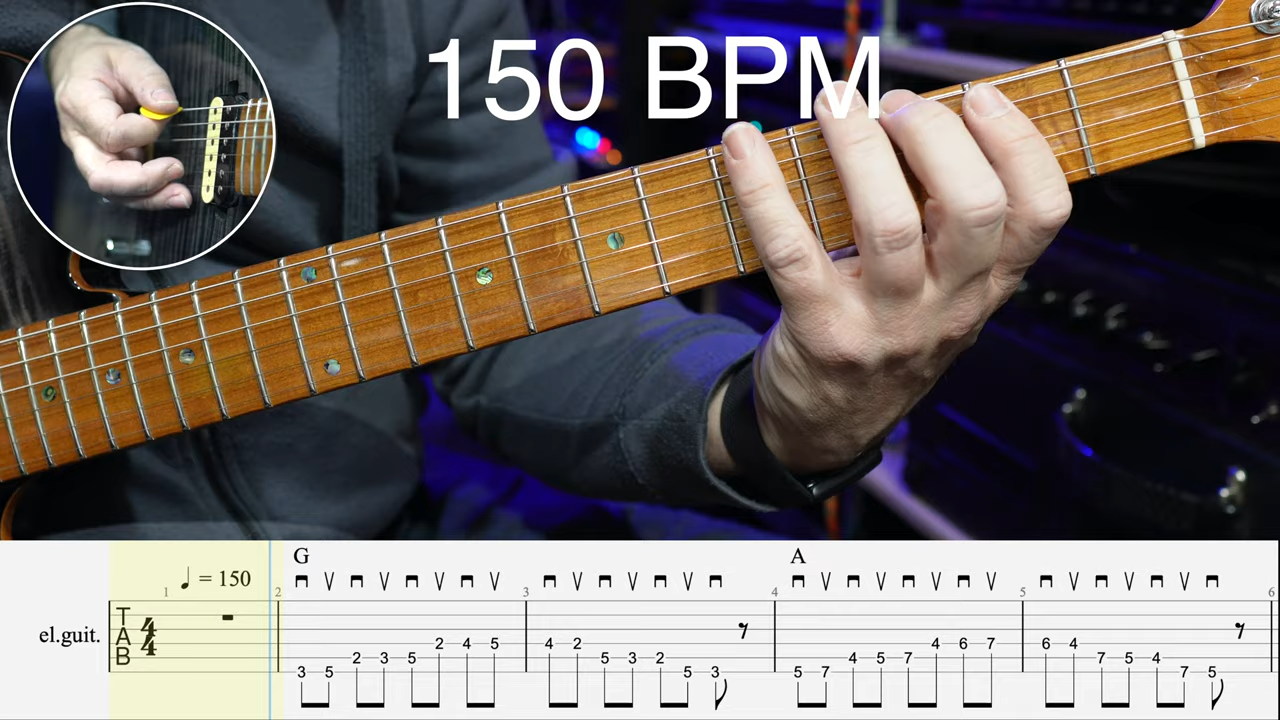 150 BPM
G A
♩ = 150
1 2 3 4 5 6
el.guit.
T
A
B
4
4
2 4 5 4 2 4 6 7 6 4
2 3 5 5 3 2 4 5 7 7 5 4
3 5 5 3 5 7 7 5